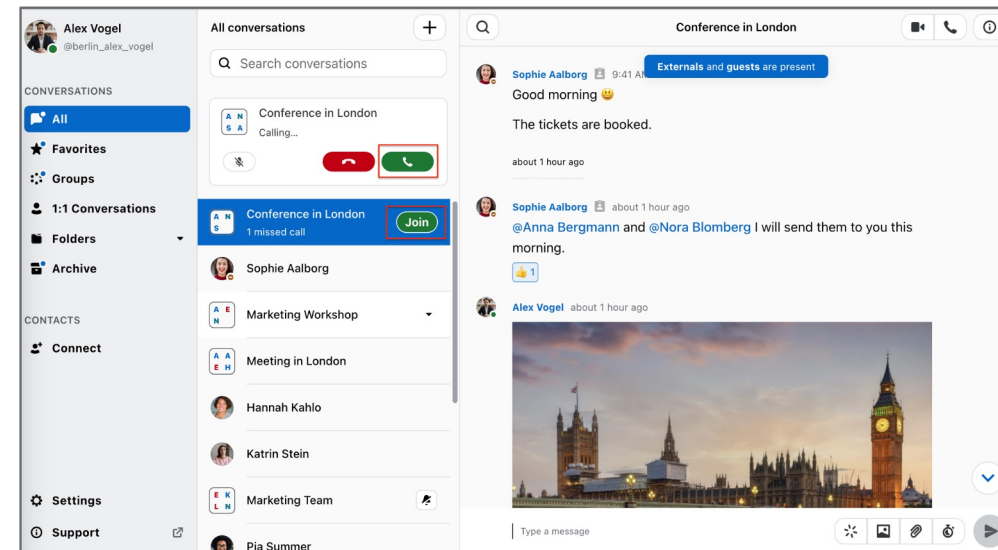 Alex Vogel
@berlin_alex_vogel
CONVERSATIONS
All
Favorites
Groups
1:1 Conversations
Folders
Archive
CONTACTS
Connect
Settings
Support
All conversations
Search conversations
A N
S A
Conference in London
Calling...
A N
S
Conference in London
1 missed call
Join
Sophie Aalborg
A E
N
Marketing Workshop
A A
E H
Meeting in London
Hannah Kahlo
Katrin Stein
E K
L N
Marketing Team
Pia Summer
Conference in London
Externals and guests are present
Sophie Aalborg 9:41 A
Good morning 😃
The tickets are booked.
about 1 hour ago
Sophie Aalborg about 1 hour ago
@Anna Bergmann and @Nora Blomberg I will send them to you this
morning.
👍 1
Alex Vogel about 1 hour ago
Type a message